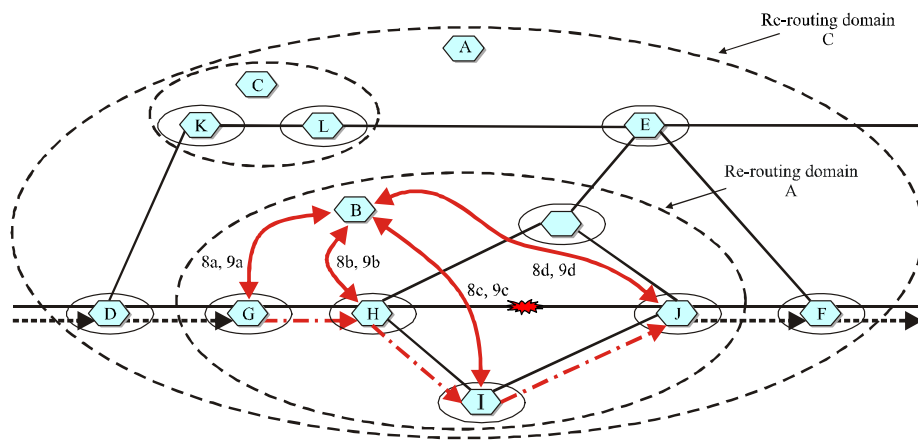 Re-routing domain
C
A
C
K
L
E
Re-routing domain
A
B
8a, 9a
8b, 9b
8d, 9d
8c, 9c
D
G
H
J
F
I